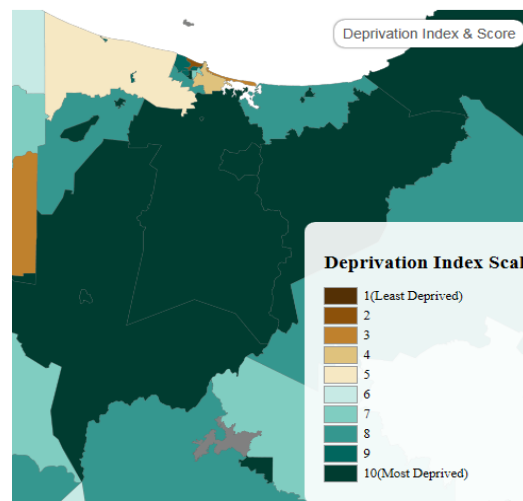 Deprivation Index & Score
Deprivation Index Scal
1(Least Deprived)
2
3
4
5
6
7
8
9
10(Most Deprived)